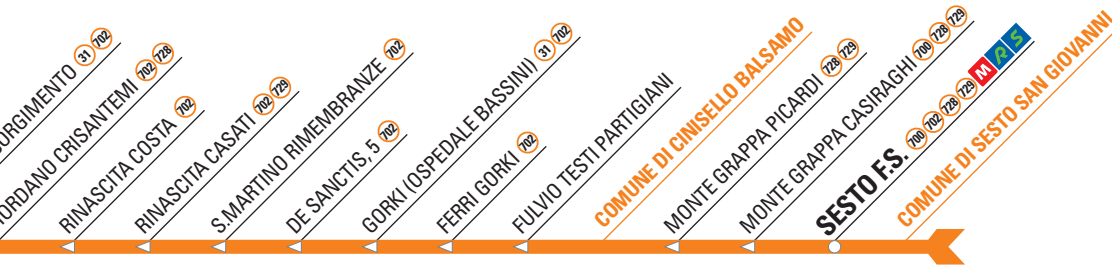 31 702
GIORDANO CRISANTEMI 702 728
RINASCITA COSTA 702
RINASCITA CASATI 702 729
S.MARTINO RIMEMBRANZE 702
DE SANCTIS, 5 702
GORKI (OSPEDALE BASSINI) 31 702
FERRI GORKI 702
FULVIO TESTI PARTIGIANI
COMUNE DI CINISELLO BALSAMO
MONTE GRAPPA PICARDI 728 729
MONTE GRAPPA CASIRAGHI 700 728 729
SESTO F.S. 700 702 728 729 M R S
COMUNE DI SESTO SAN GIOVANNI